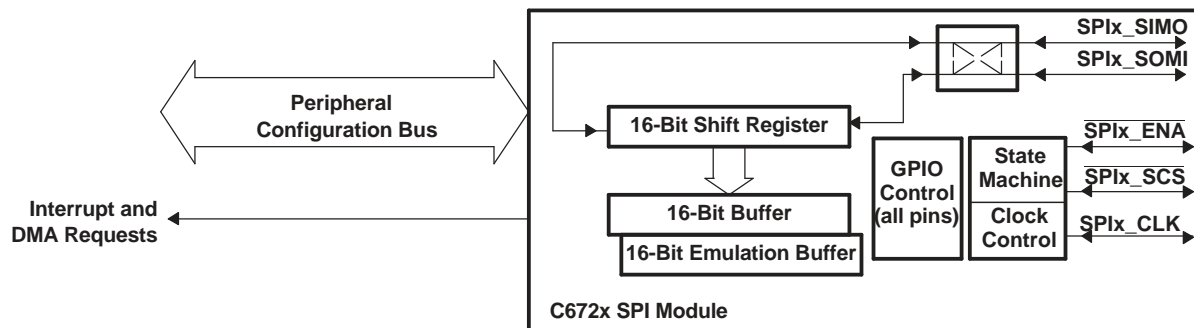 SPIx_SIMO
SPIx_SOMI
Peripheral
Configuration Bus
16-Bit Shift Register
SPIx_ENA
GPIO
Control
(all pins)
State
Machine
SPIx_SCS
Interrupt and
DMA Requests
16-Bit Buffer
Clock
Control
SPIx_CLK
16-Bit Emulation Buffer
C672x SPI Module